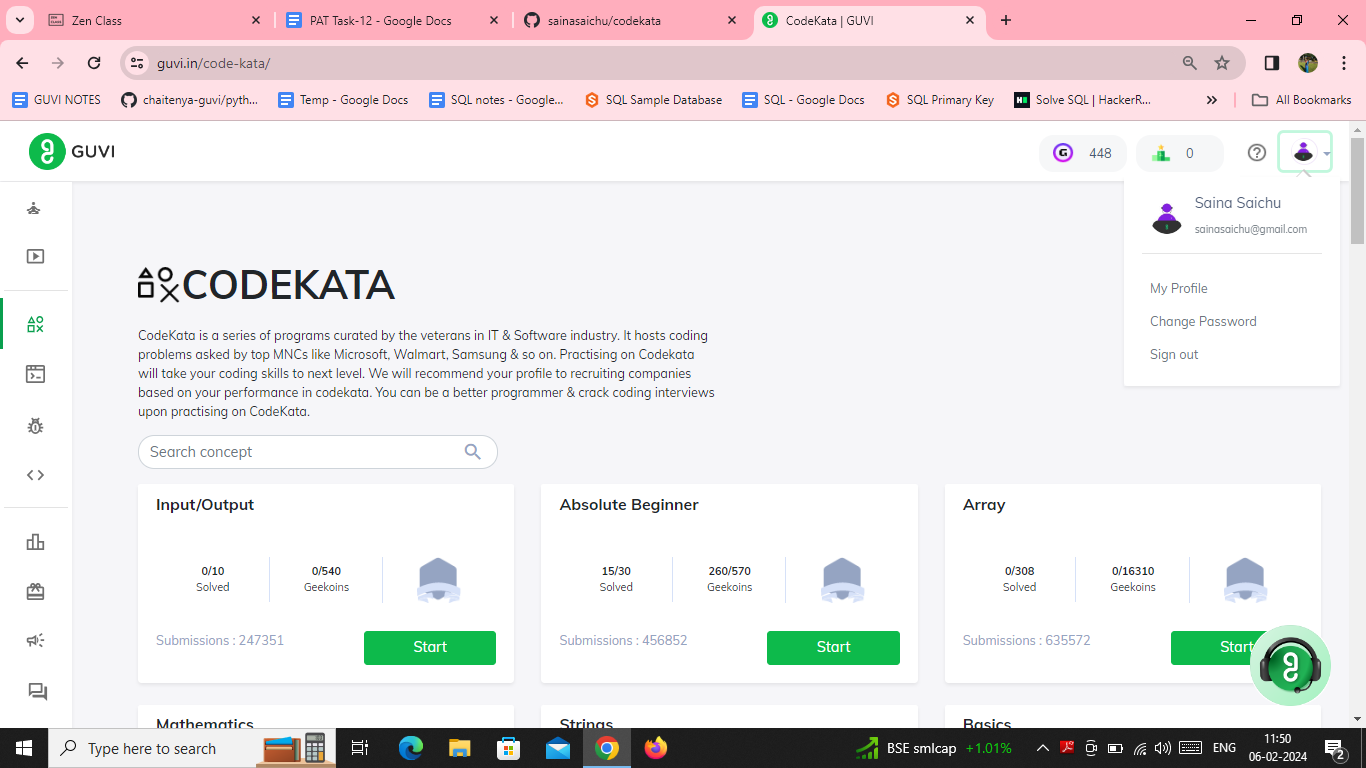 Zen Class
PAT Task-12 - Google Docs
sainasaichu/codekata
CodeKata | GUVI
guvi.in/code-kata/
GUVI NOTES
chaitenya-guvi/pyth...
Temp - Google Docs
SQL notes - Google...
SQL Sample Database
SQL - Google Docs
SQL Primary Key
Solve SQL | HackerR...
All Bookmarks
GUVI
448
0
Saina Saichu
sainasaichu@gmail.com
My Profile
Change Password
Sign out
CODEKATA
CodeKata is a series of programs curated by the veterans in IT & Software industry. It hosts coding
problems asked by top MNCs like Microsoft, Walmart, Samsung & so on. Practising on Codekata
will take your coding skills to next level. We will recommend your profile to recruiting companies
based on your performance in codekata. You can be a better programmer & crack coding interviews
upon practising on CodeKata.
Search concept
Input/Output
0/10
Solved
0/540
Geekoins
Submissions : 247351
Start
Absolute Beginner
15/30
Solved
260/570
Geekoins
Submissions : 456852
Start
Array
0/308
Solved
0/16310
Geekoins
Submissions : 635572
Start
Mathematics
Strings
Basics
Type here to search
BSE smlcap +1.01%
ENG
11:50
06-02-2024
2